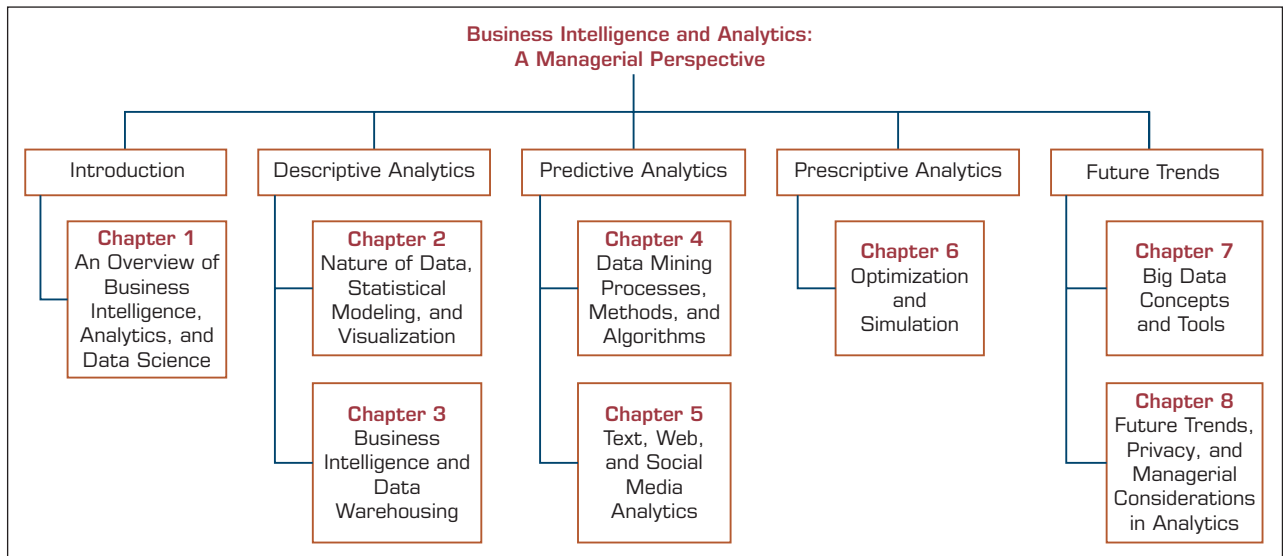 Business Intelligence and Analytics:
A Managerial Perspective
Introduction
Descriptive Analytics
Predictive Analytics
Prescriptive Analytics
Future Trends
Chapter 1
An Overview of
Business
Intelligence,
Analytics, and
Data Science
Chapter 2
Nature of Data,
Statistical
Modeling, and
Visualization
Chapter 3
Business
Intelligence and
Data
Warehousing
Chapter 4
Data Mining
Processes,
Methods, and
Algorithms
Chapter 5
Text, Web,
and Social
Media
Analytics
Chapter 6
Optimization
and
Simulation
Chapter 7
Big Data
Concepts
and Tools
Chapter 8
Future Trends,
Privacy, and
Managerial
Considerations
in Analytics